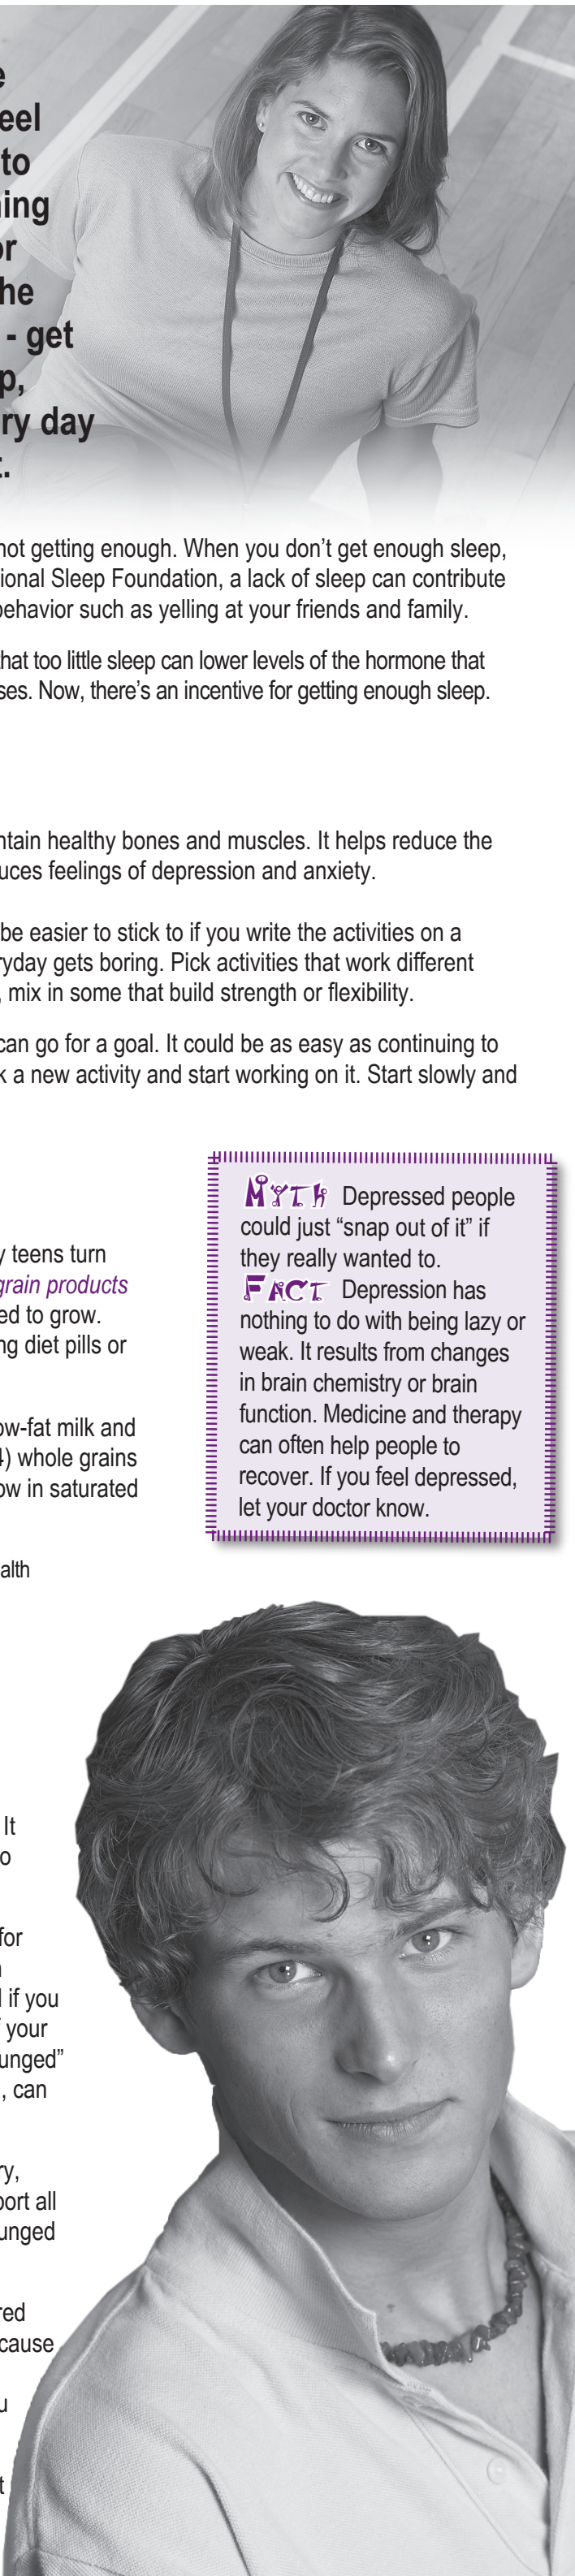 eel
to
ing
or
he
- get
p,
ry day
t.
not getting enough. When you don’t get enough sleep,
ional Sleep Foundation, a lack of sleep can contribute
behavior such as yelling at your friends and family.
that too little sleep can lower levels of the hormone that
ses. Now, there’s an incentive for getting enough sleep.
ntain healthy bones and muscles. It helps reduce the
uces feelings of depression and anxiety.
be easier to stick to if you write the activities on a
ryday gets boring. Pick activities that work different
, mix in some that build strength or flexibility.
can go for a goal. It could be as easy as continuing to
k a new activity and start working on it. Start slowly and
y teens turn
grain products
ed to grow.
ng diet pills or
ow-fat milk and
4) whole grains
ow in saturated
alth
MYTH Depressed people
could just “snap out of it” if
they really wanted to.
FACT Depression has
nothing to do with being lazy or
weak. It results from changes
in brain chemistry or brain
function. Medicine and therapy
can often help people to
recover. If you feel depressed,
let your doctor know.
It
o
for
if you
your
unged”
, can
ry,
port all
unged
red
cause
u
t